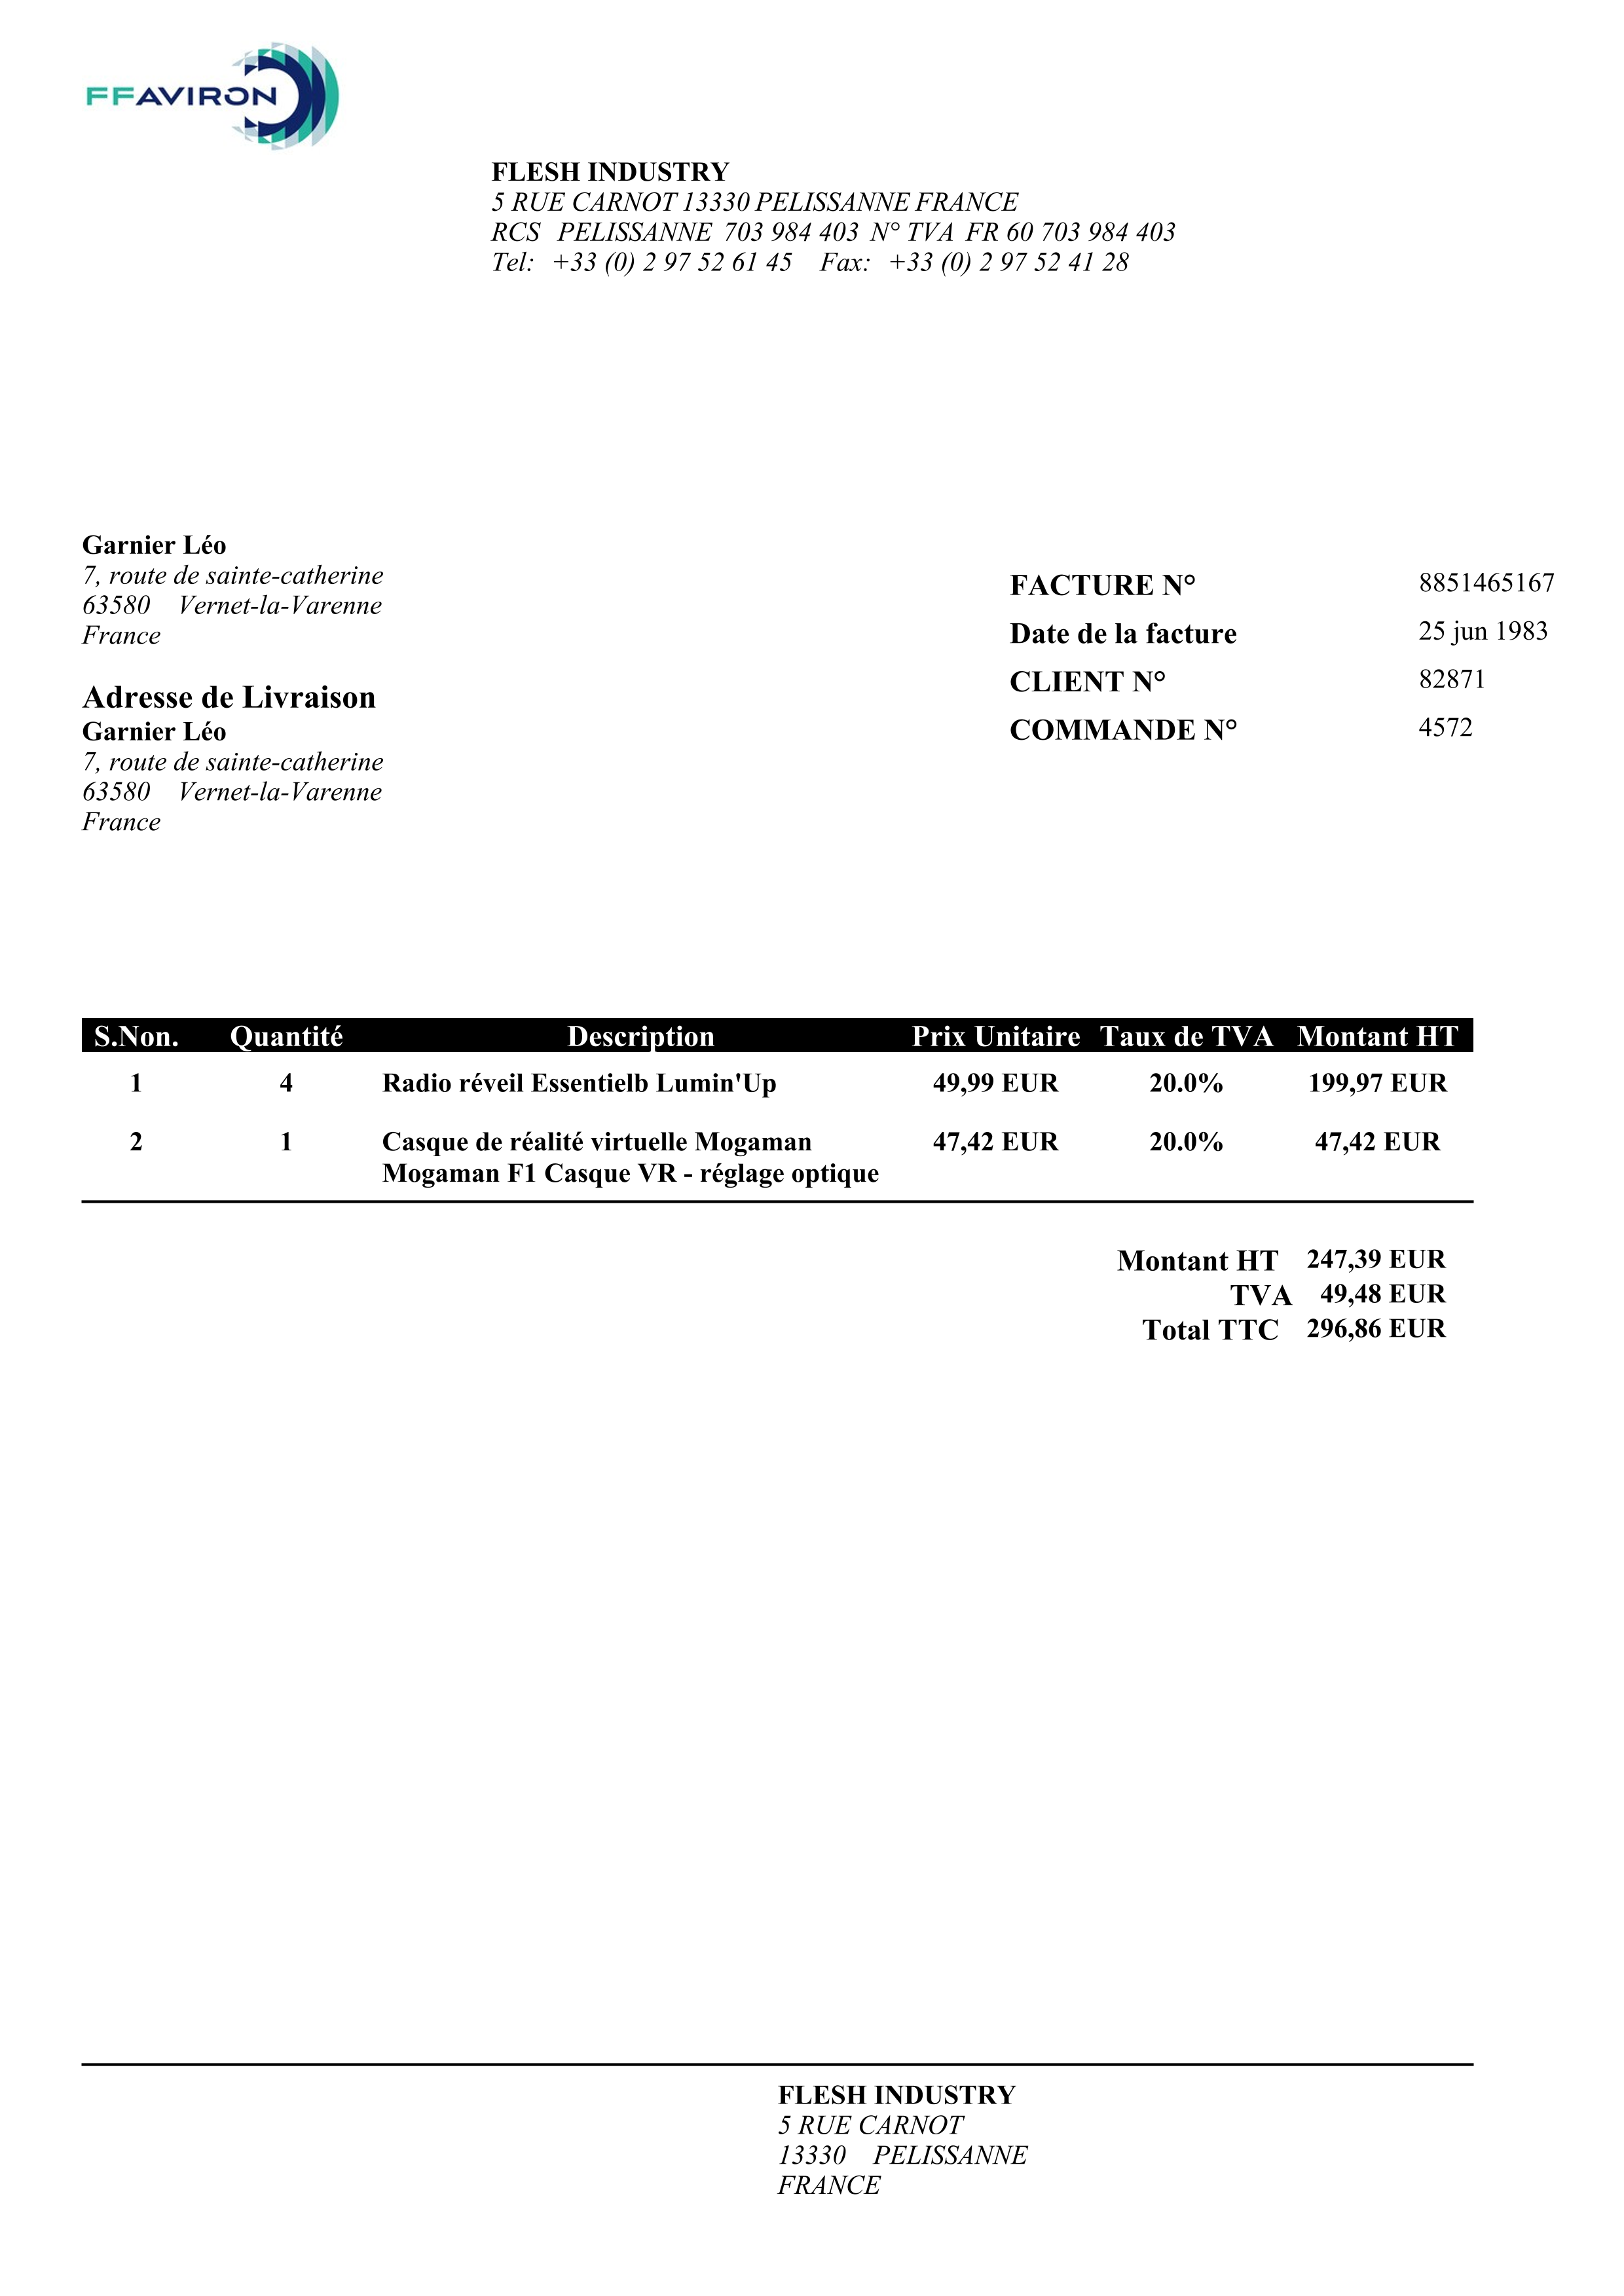 FFAVIRON
FLESH INDUSTRY
5 RUE CARNOT 13330 PELISSANNE FRANCE
RCS PELISSANNE 703 984 403 N° TVA FR 60 703 984 403
Tel: +33 (0) 2 97 52 61 45 Fax: +33 (0) 2 97 52 41 28
Garnier Léo
7, route de sainte-catherine
63580 Vernet-la-Varenne
France
FACTURE N° 8851465167
Date de la facture 25 jun 1983
CLIENT N° 82871
COMMANDE N° 4572
Adresse de Livraison
Garnier Léo
7, route de sainte-catherine
63580 Vernet-la-Varenne
France
S.Non. Quantité Description Prix Unitaire Taux de TVA Montant HT
1 4 Radio réveil Essentielb Lumin'Up 49,99 EUR 20.0% 199,97 EUR
2 1 Casque de réalité virtuelle Mogaman 47,42 EUR 20.0% 47,42 EUR
Mogaman F1 Casque VR - réglage optique
Montant HT 247,39 EUR
TVA 49,48 EUR
Total TTC 296,86 EUR
FLESH INDUSTRY
5 RUE CARNOT
13330 PELISSANNE
FRANCE